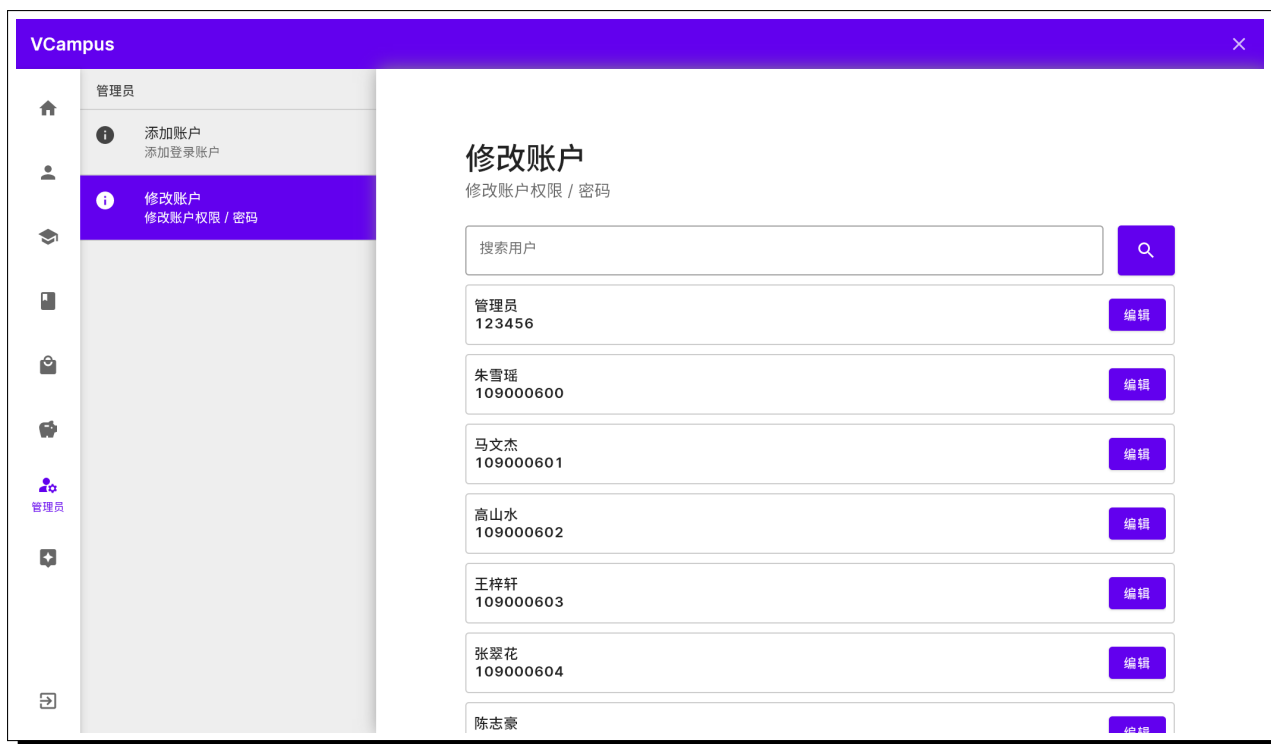 VCampus
管理员
添加账户
添加登录账户
修改账户
修改账户权限 / 密码
管理员
修改账户
修改账户权限 / 密码
搜索用户
管理员
123456
编辑
朱雪瑶
109000600
编辑
马文杰
109000601
编辑
高山水
109000602
编辑
王梓轩
109000603
编辑
张翠花
109000604
编辑
陈志豪
编辑